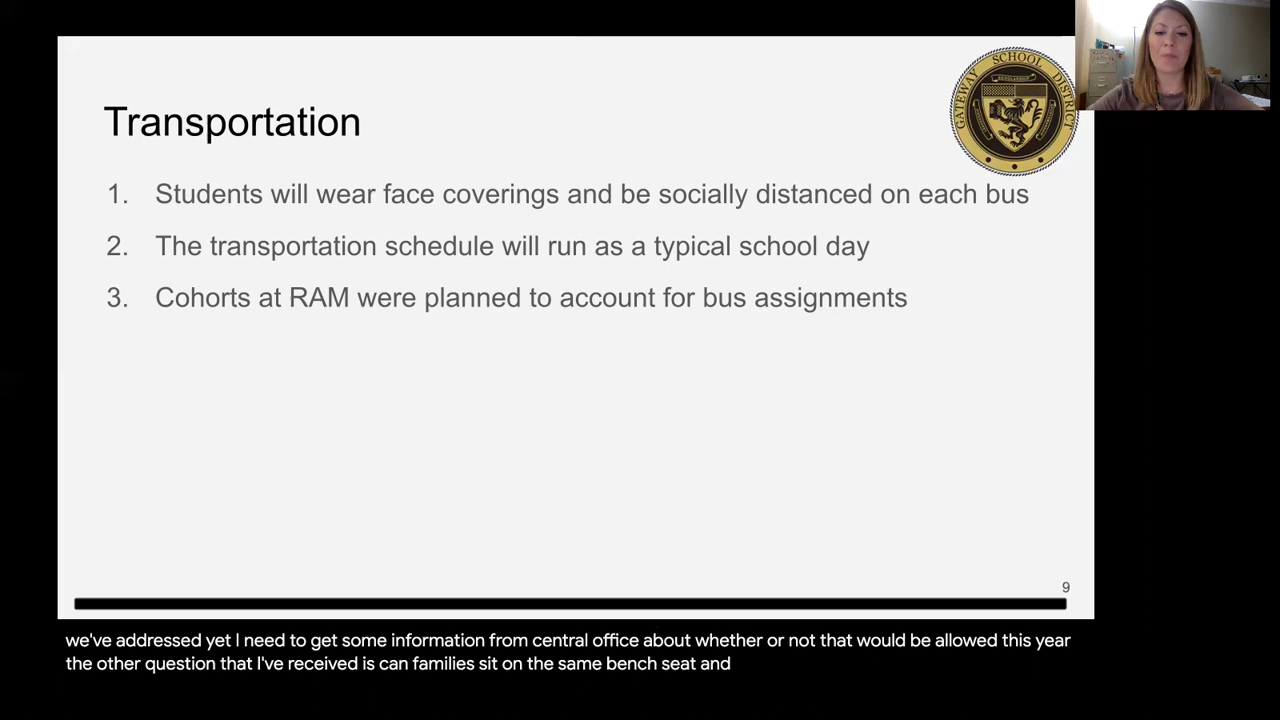 GATEWAY SCHOOL DISTRICT
Transportation
1. Students will wear face coverings and be socially distanced on each bus
2. The transportation schedule will run as a typical school day
3. Cohorts at RAM were planned to account for bus assignments
9
we've addressed yet I need to get some information from central office about whether or not that would be allowed this year
the other question that I've received is can families sit on the same bench seat and